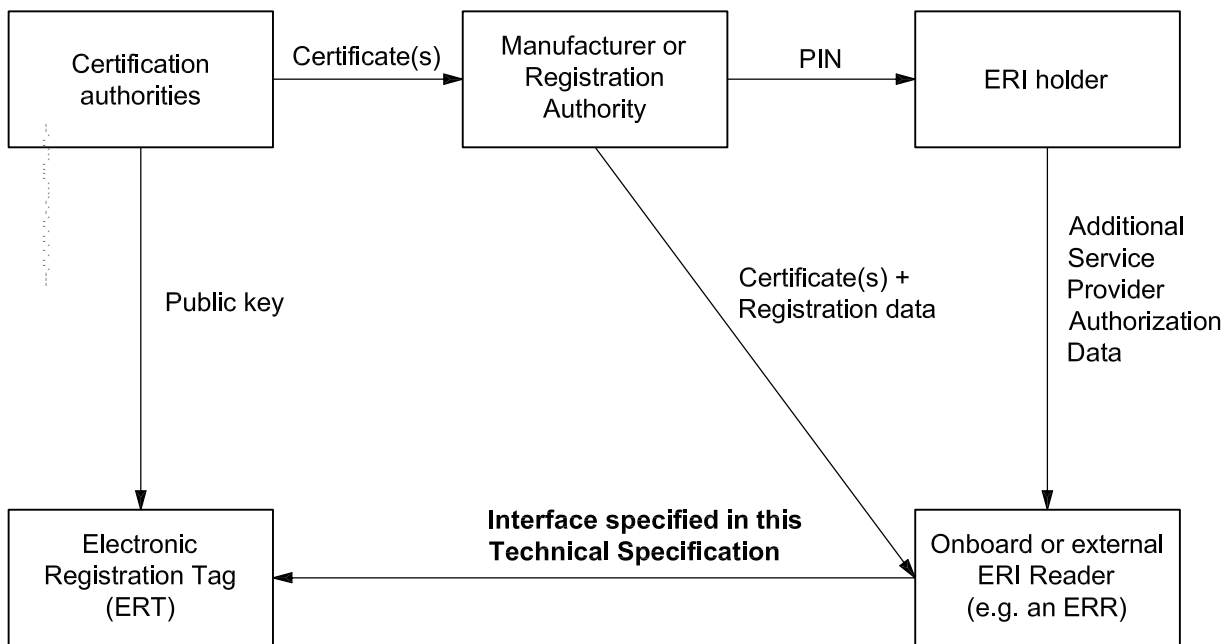 Certification
authorities
Certificate(s)
Manufacturer or
Registration
Authority
PIN
ERI holder
Public key
Certificate(s) +
Registration data
Additional
Service
Provider
Authorization
Data
Interface specified in this
Technical Specification
Electronic
Registration Tag
(ERT)
Onboard or external
ERI Reader
(e.g. an ERR)